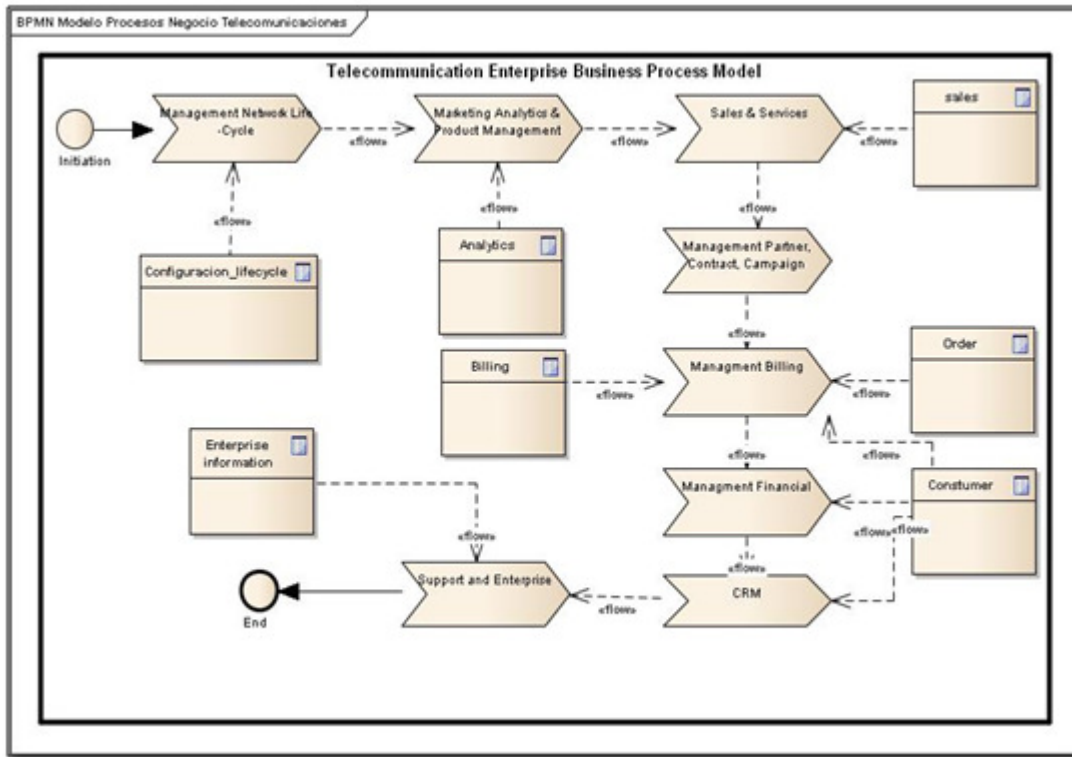 BPMN Modelo Procesos Negocio Telecomunicaciones
Telecommunication Enterprise Business Process Model
Initiation
Management Network Life
-Cycle
«flow»
Marketing Analytics &
Product Management
«flow»
Sales & Services
«flow»
sales
«flow»
Configuracion_lifecycle
«flow»
Analytics
«flow»
Management Partner,
Contract, Campaign
«flow»
Billing
«flow»
Managment Billing
«flow»
Order
«flow»
Enterprise
information
«flow»
Managment Financial
«flow»
Constumer
«flow»
«flow»
End
Support and Enterprise
«flow»
CRM
«flow»